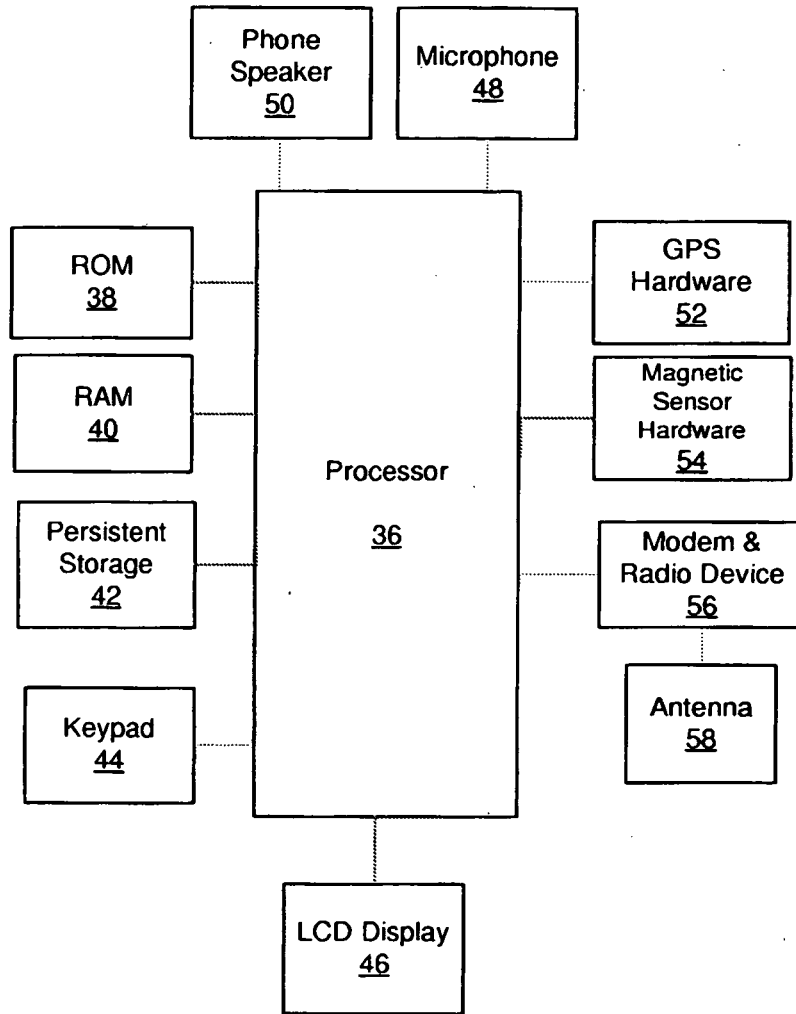 Phone
Speaker
50
Microphone
48
ROM
38
GPS
Hardware
52
RAM
40
Magnetic
Sensor
Hardware
54
Processor
36
Persistent
Storage
42
Modem &
Radio Device
56
Keypad
44
Antenna
58
LCD Display
46